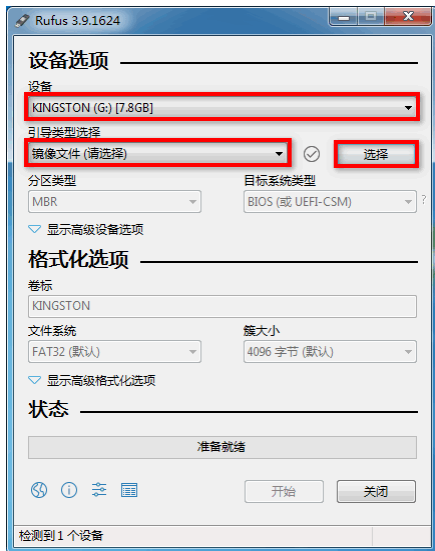 Rufus 3.9.1624
设备选项
设备
KINGSTON (G:) [7.8GB]
引导类型选择
镜像文件 (请选择)
选择
分区类型
目标系统类型
MBR
BIOS (或 UEFI-CSM)
?
显示高级设备选项
格式化选项
卷标
KINGSTON
文件系统
簇大小
FAT32 (默认)
4096 字节 (默认)
显示高级格式化选项
状态
准备就绪
开始
关闭
检测到 1 个设备